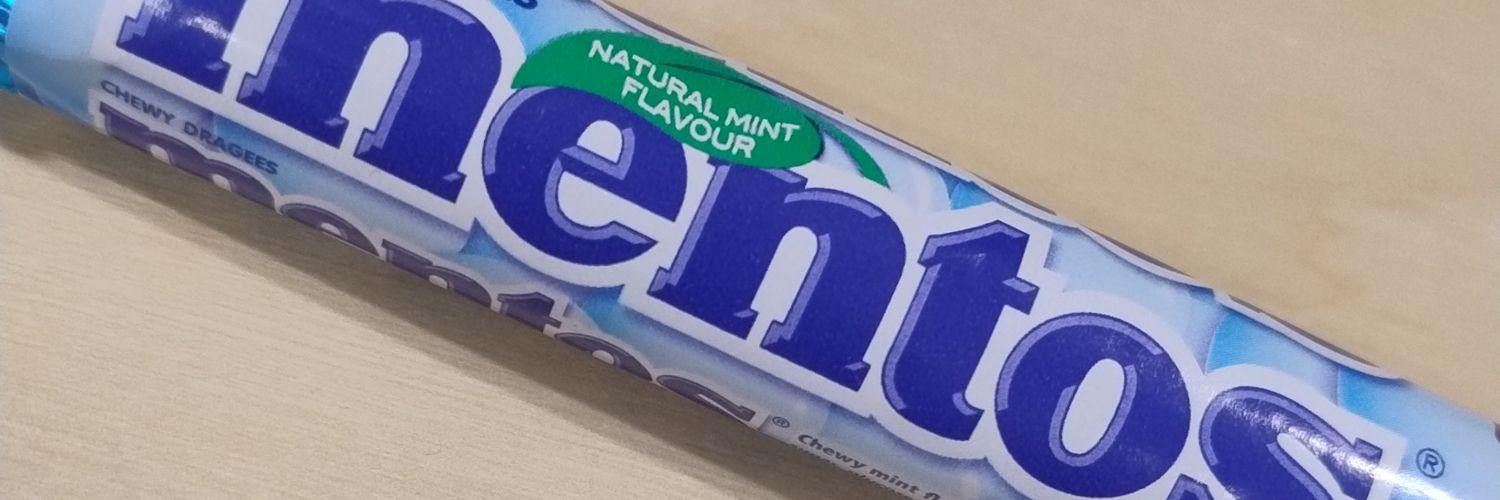 mentos
NATURAL MINT
FLAVOUR
®
CHEWY DRAGEES
mentos
®
Chewy mint